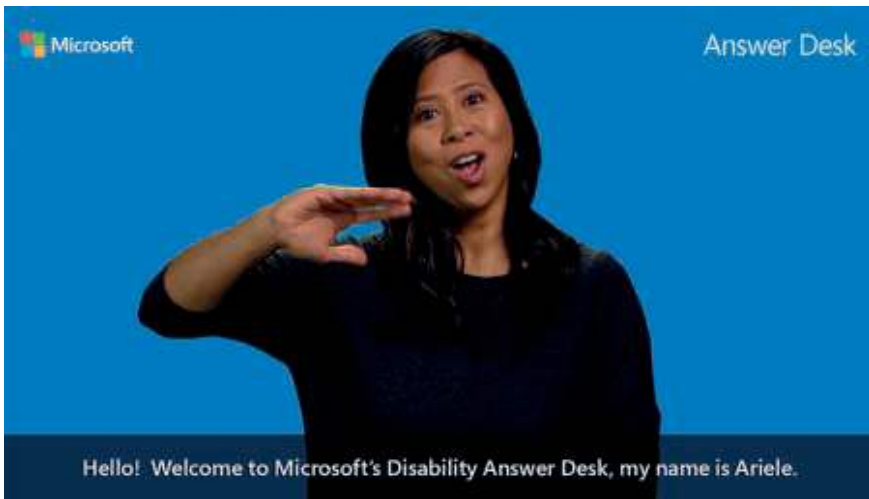 Microsoft
Answer Desk
Hello! Welcome to Microsoft's Disability Answer Desk, my name is Ariele.